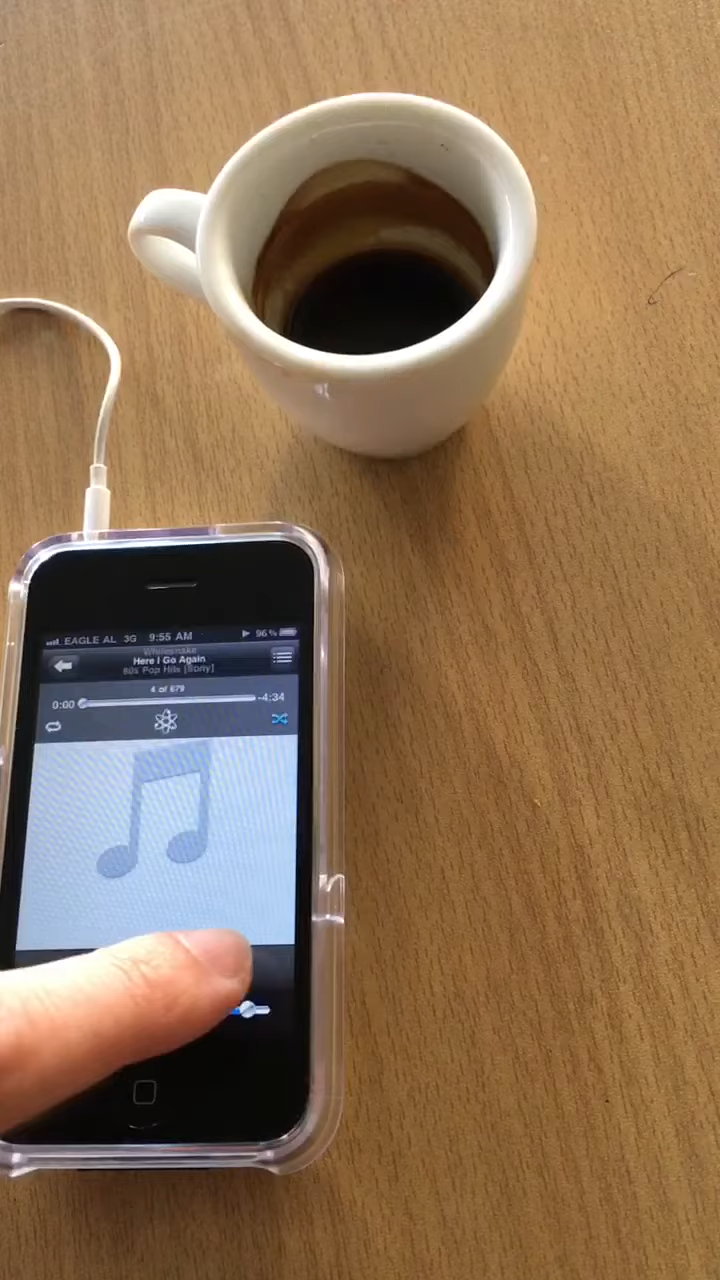 EAGLE AL 3G 9:55 AM 96%
Whitesnake
Here I Go Again
80s Pop Hits [Sony]
4 of 679
0:00 -4:34